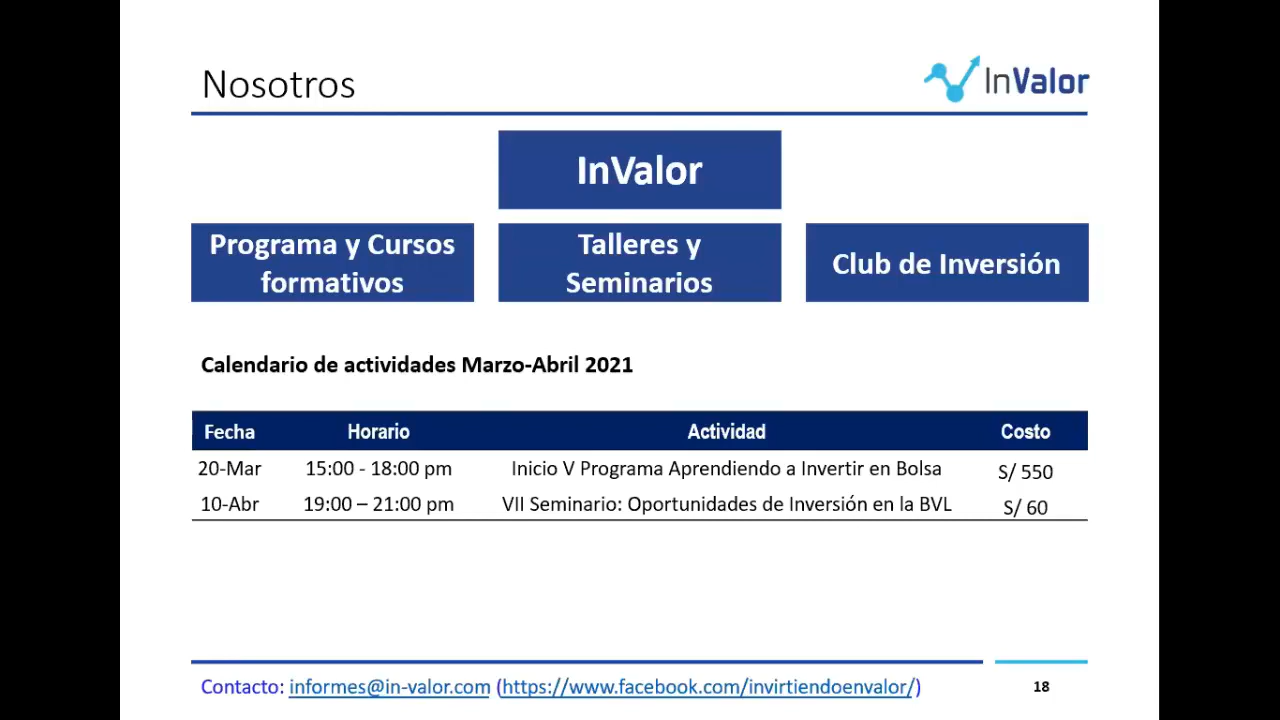 Nosotros
InValor
InValor
Programa y Cursos
formativos
Talleres y
Seminarios
Club de Inversión
Calendario de actividades Marzo-Abril 2021
Fecha Horario Actividad Costo
20-Mar 15:00 - 18:00 pm Inicio V Programa Aprendiendo a Invertir en Bolsa S/ 550
10-Abr 19:00 – 21:00 pm VII Seminario: Oportunidades de Inversión en la BVL S/ 60
Contacto: informes@in-valor.com (https://www.facebook.com/invirtiendoenvalor/)
18